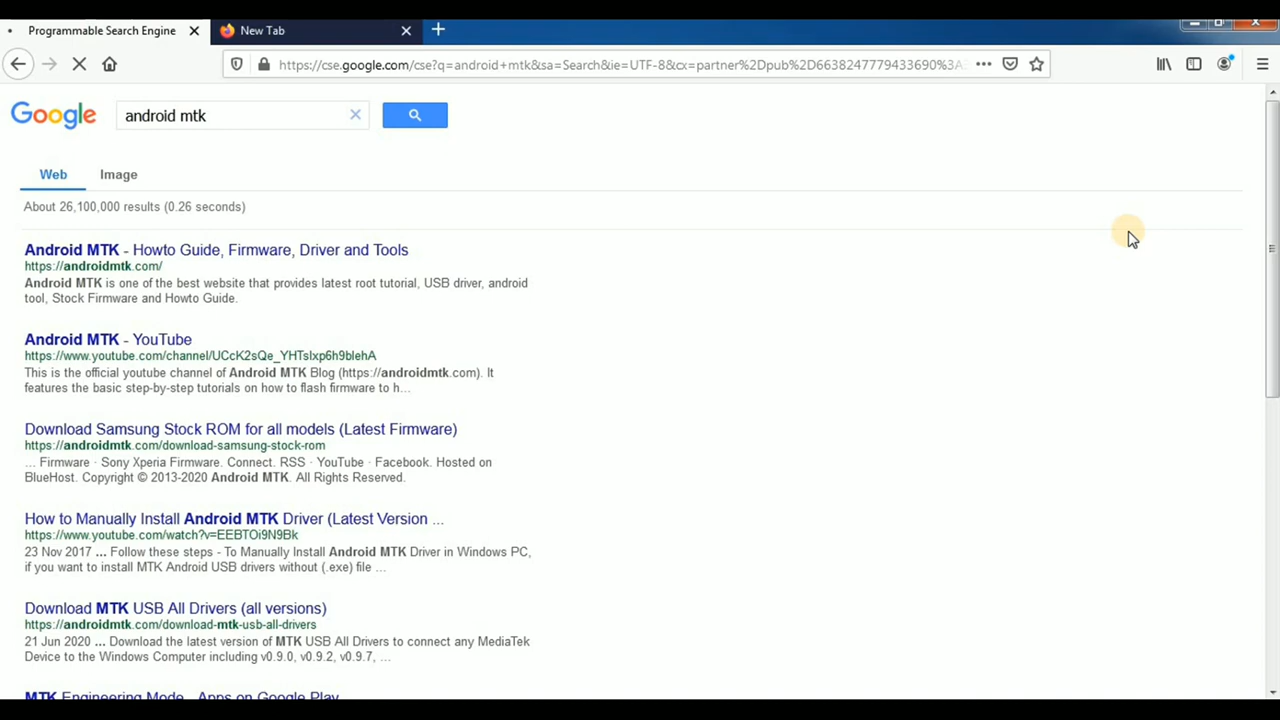 Programmable Search Engine
New Tab
https://cse.google.com/cse?q=android+mtk&sa=Search&ie=UTF-8&cx=partner%2Dpub%2D6638247779433690%3A
Google
android mtk
Web
Image
About 26,100,000 results (0.26 seconds)
Android MTK - Howto Guide, Firmware, Driver and Tools
https://androidmtk.com/
Android MTK is one of the best website that provides latest root tutorial, USB driver, android
tool, Stock Firmware and Howto Guide.
Android MTK - YouTube
https://www.youtube.com/channel/UCcK2sQe_YHTslxp6h9blehA
This is the official youtube channel of Android MTK Blog (https://androidmtk.com). It
features the basic step-by-step tutorials on how to flash firmware to h...
Download Samsung Stock ROM for all models (Latest Firmware)
https://androidmtk.com/download-samsung-stock-rom
... Firmware · Sony Xperia Firmware. Connect. RSS · YouTube · Facebook. Hosted on
BlueHost. Copyright © 2013-2020 Android MTK. All Rights Reserved.
How to Manually Install Android MTK Driver (Latest Version ...
https://www.youtube.com/watch?v=EEBTOi9N9Bk
23 Nov 2017 ... Follow these steps - To Manually Install Android MTK Driver in Windows PC,
if you want to install MTK Android USB drivers without (.exe) file ...
Download MTK USB All Drivers (all versions)
https://androidmtk.com/download-mtk-usb-all-drivers
21 Jun 2020 ... Download the latest version of MTK USB All Drivers to connect any MediaTek
Device to the Windows Computer including v0.9.0, v0.9.2, v0.9.7, ...
MTK Engineering Mode - Apps on Google Play